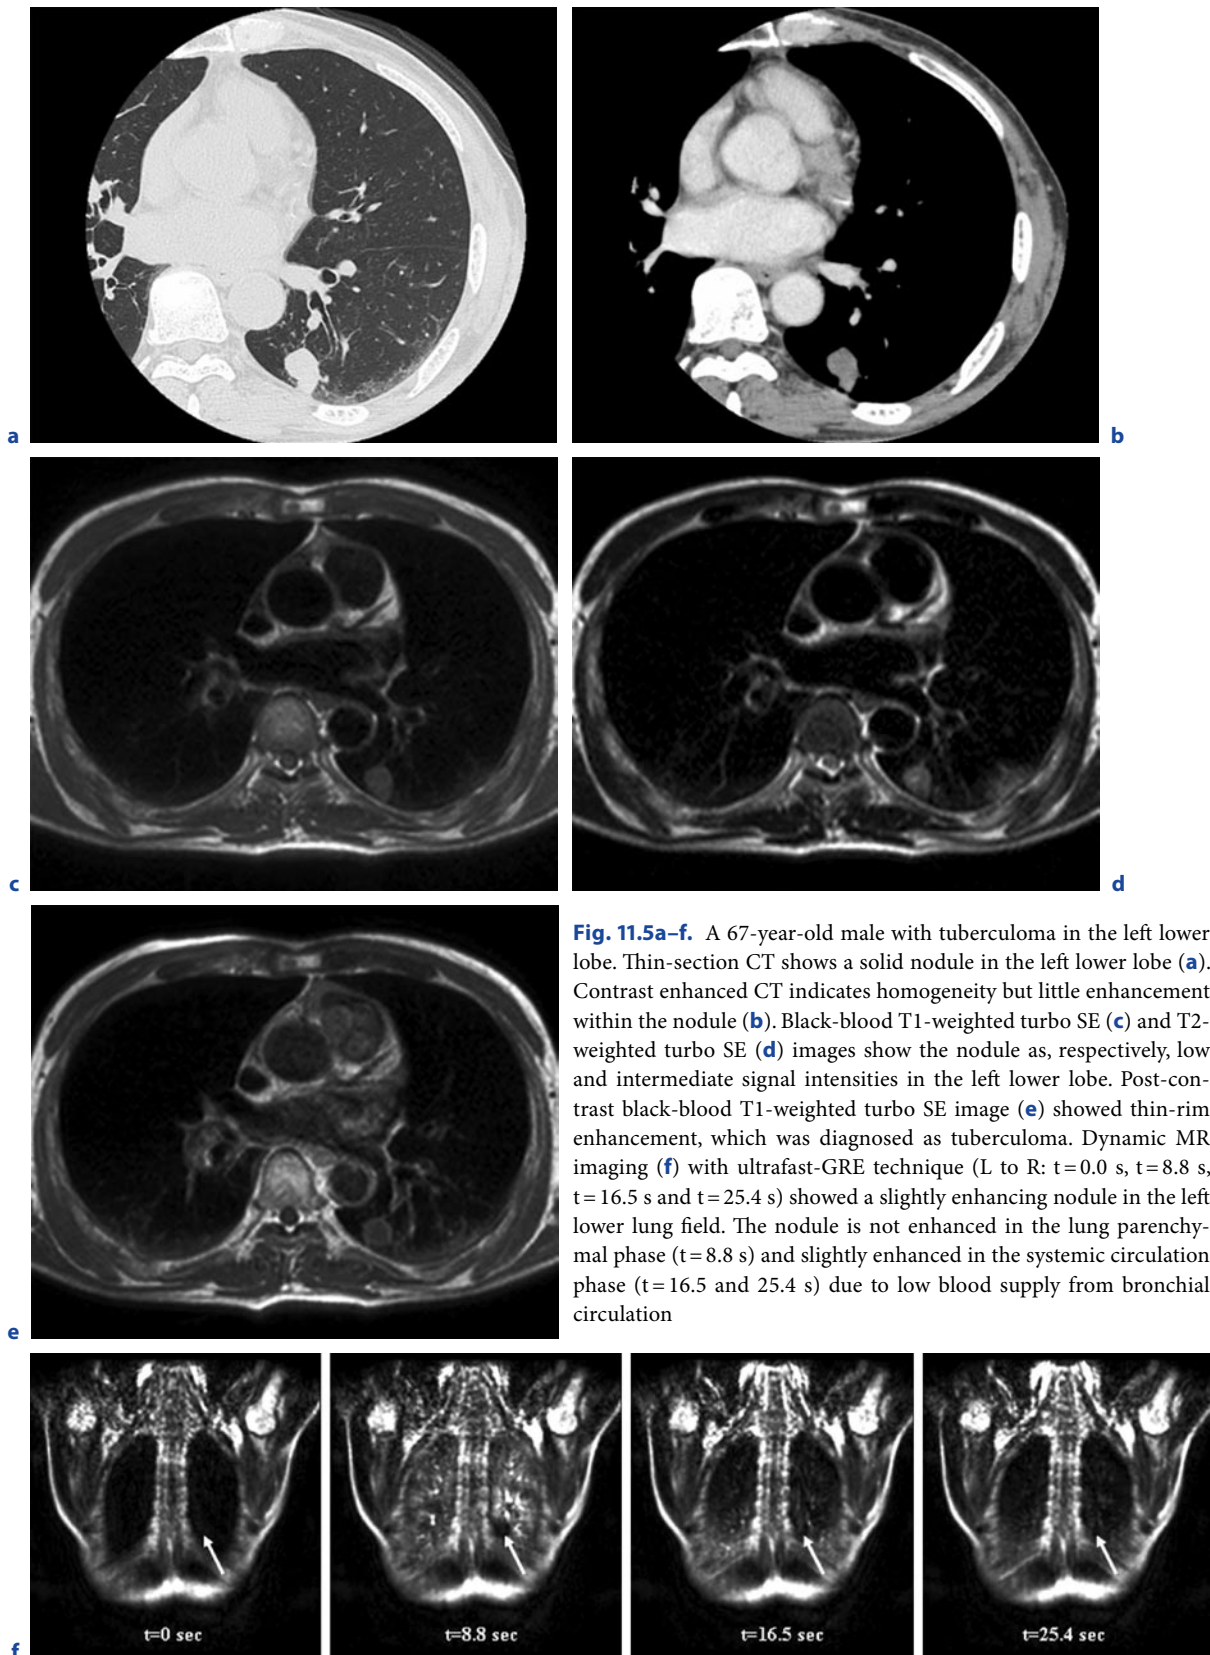 a
b
c
d
Fig. 11.5a–f. A 67-year-old male with tuberculoma in the left lower
lobe. Thin-section CT shows a solid nodule in the left lower lobe (a).
Contrast enhanced CT indicates homogeneity but little enhancement
within the nodule (b). Black-blood T1-weighted turbo SE (c) and T2-
weighted turbo SE (d) images show the nodule as, respectively, low
and intermediate signal intensities in the left lower lobe. Post-con-
trast black-blood T1-weighted turbo SE image (e) showed thin-rim
enhancement, which was diagnosed as tuberculoma. Dynamic MR
imaging (f) with ultrafast-GRE technique (L to R: t = 0.0 s, t = 8.8 s,
t = 16.5 s and t = 25.4 s) showed a slightly enhancing nodule in the left
lower lung field. The nodule is not enhanced in the lung parenchy-
mal phase (t = 8.8 s) and slightly enhanced in the systemic circulation
phase (t = 16.5 and 25.4 s) due to low blood supply from bronchial
circulation
e
t=0 sec
t=8.8 sec
t=16.5 sec
t=25.4 sec
f